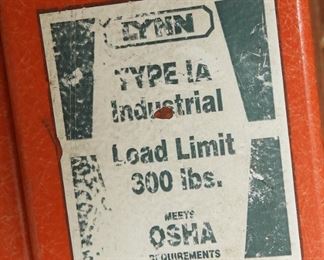 LYNN
TYPE IA
Industrial
Load Limit
300 lbs.
MEETS
OSHA
REQUIREMENTS